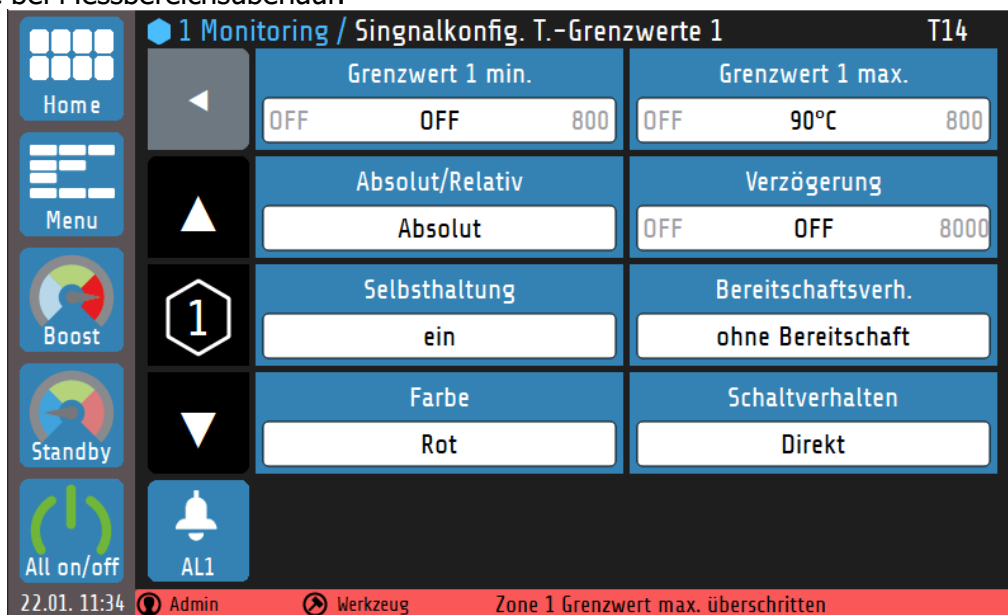 bei Messbereichsüberlauf.
1 Monitoring / Singnalkonfig. T.-Grenzwerte 1 T14
Home
Grenzwert 1 min. Grenzwert 1 max.
OFF OFF 800 OFF 90°C 800
Menu
Absolut/Relativ Verzögerung
Absolut OFF OFF 8000
Boost
1
Selbsthaltung Bereitschaftsverh.
ein ohne Bereitschaft
Standby
Farbe Schaltverhalten
Rot Direkt
All on/off
AL1
22.01. 11:34 Admin Werkzeug Zone 1 Grenzwert max. überschritten